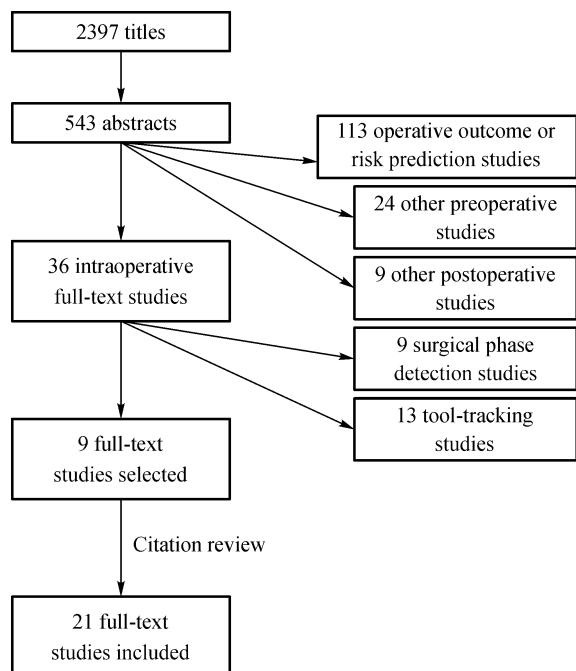 2397 titles
543 abstracts
113 operative outcome or
risk prediction studies
24 other preoperative
studies
36 intraoperative
full-text studies
9 other postoperative
studies
9 surgical phase
detection studies
13 tool-tracking
studies
9 full-text
studies selected
Citation review
21 full-text
studies included